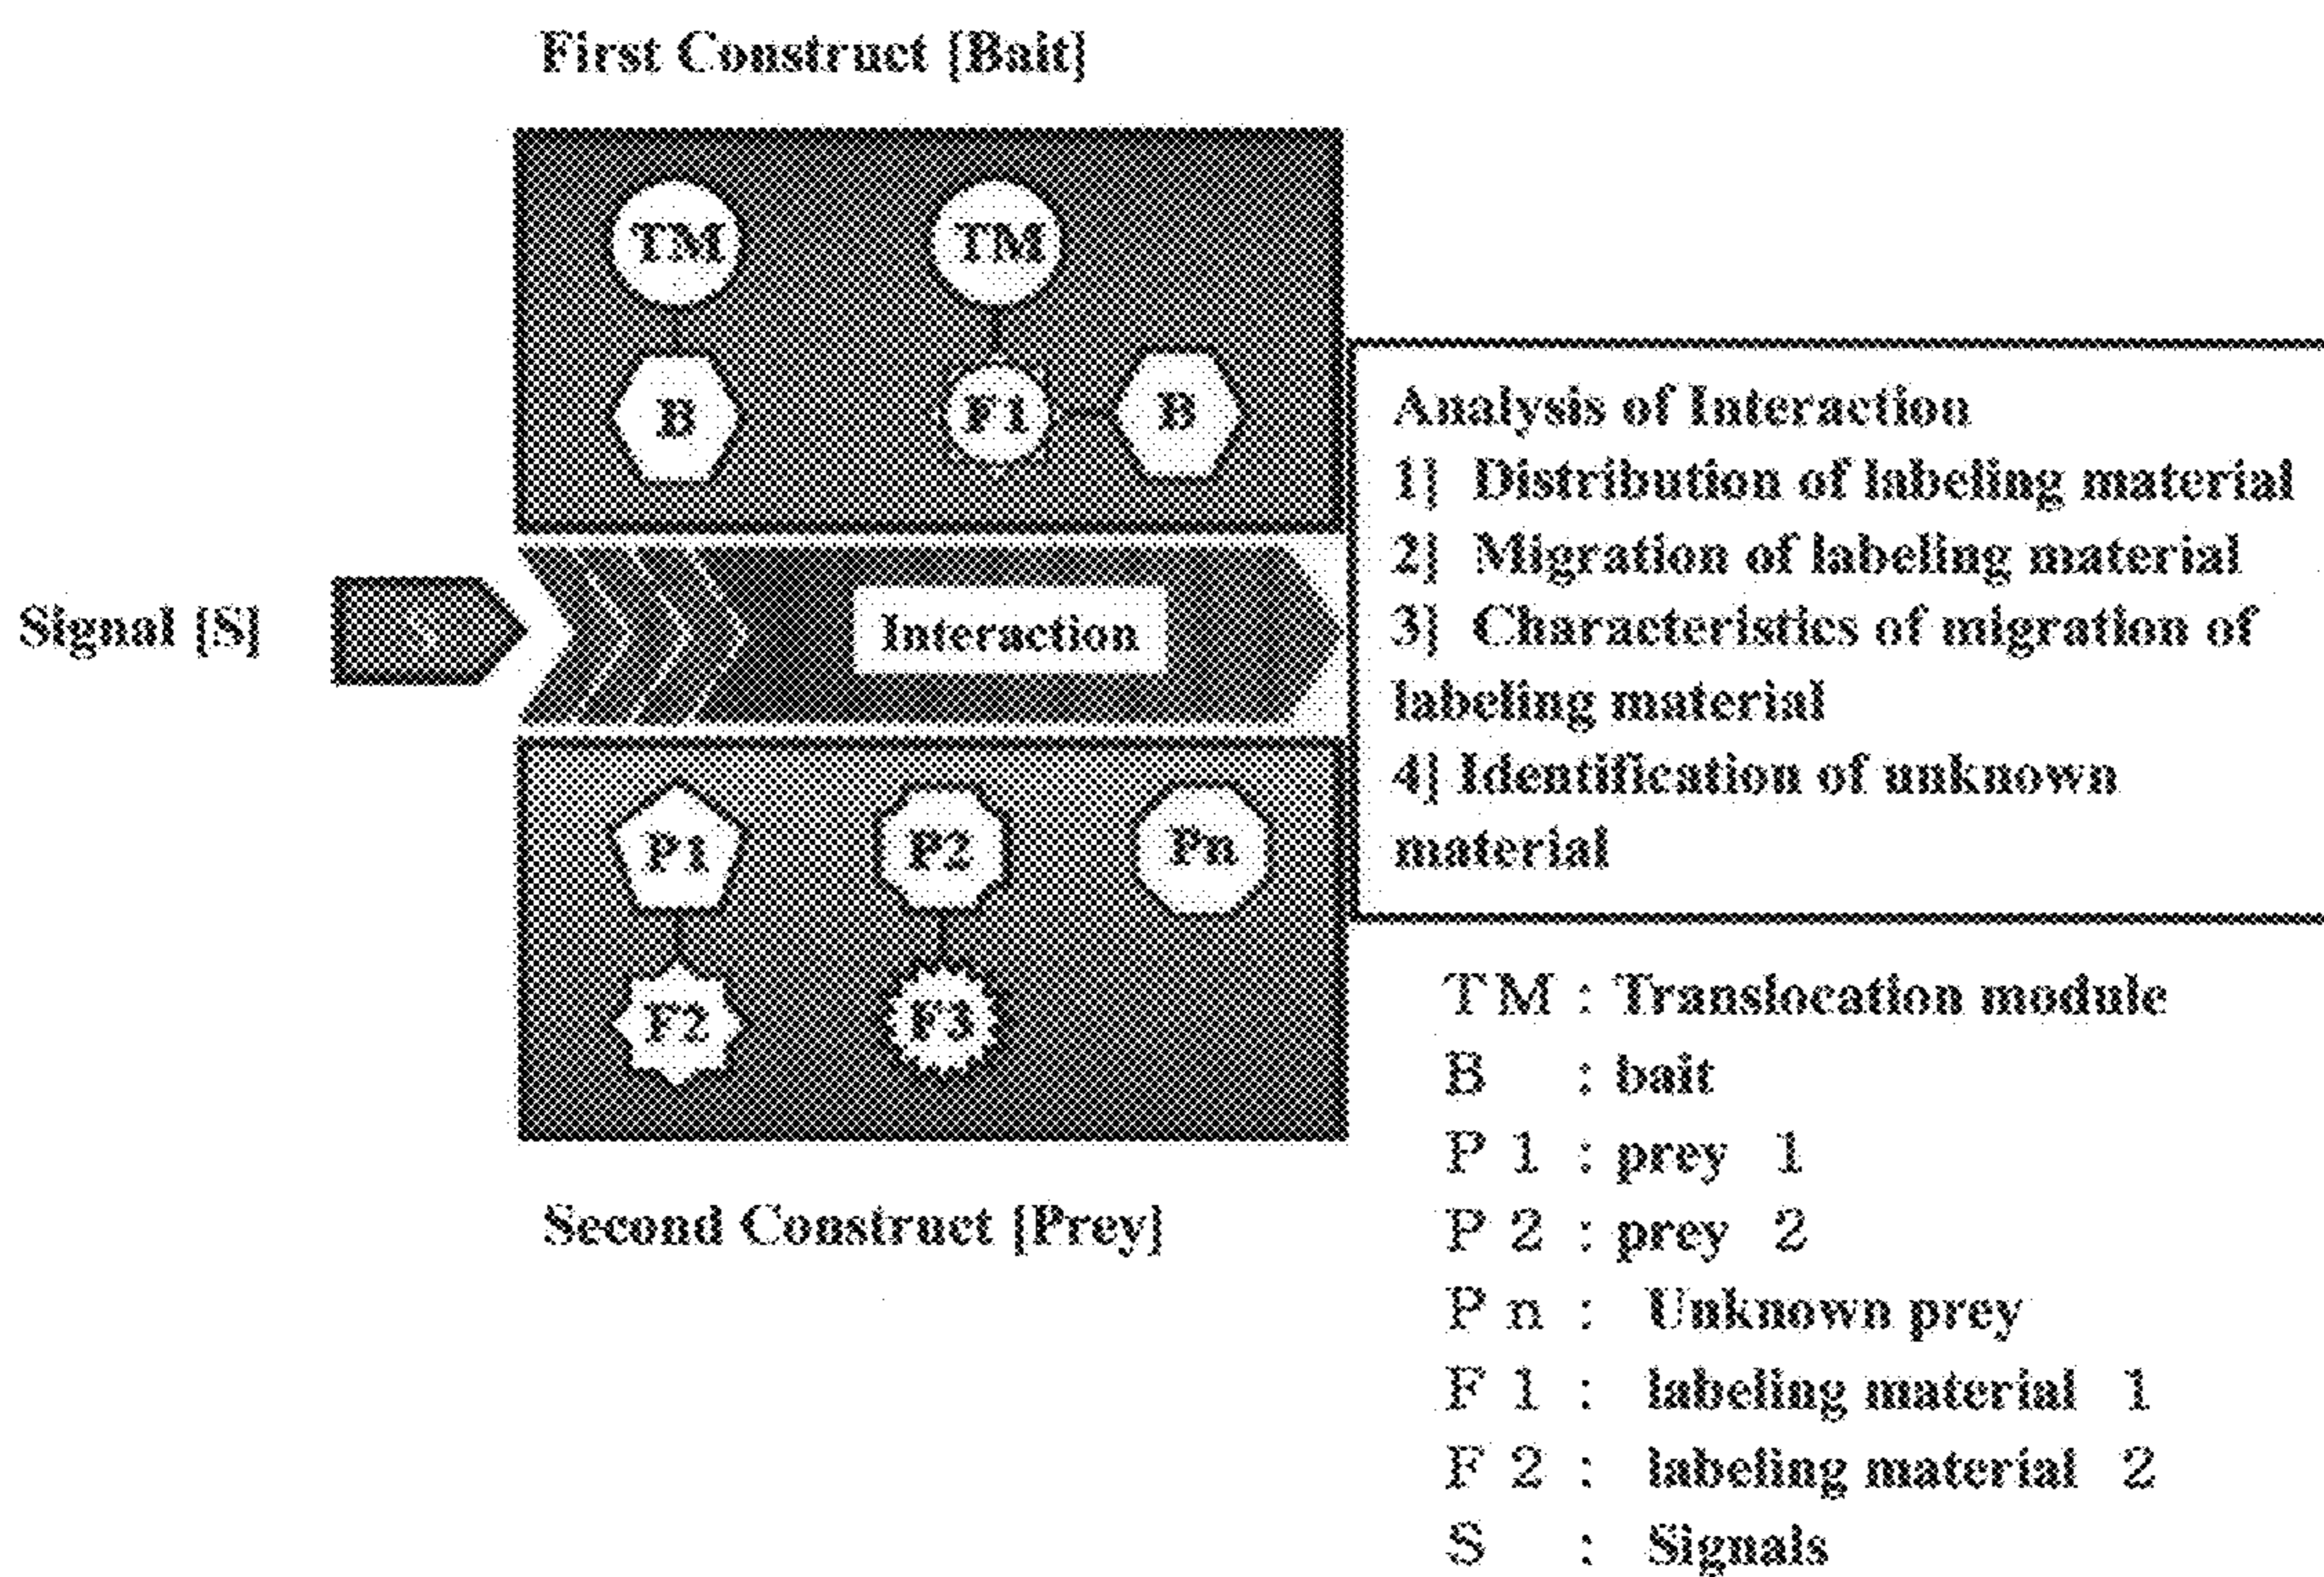 First Construct [Bait]
TM
TM
B
F1
B
Signal [S]
S
Interaction
P1
P2
Pn
F2
F3
Second Construct [Prey]
Analysis of Interaction
1] Distribution of labeling material
2] Migration of labeling material
3] Characteristics of migration of
labeling material
4] Identification of unknown
material
TM : Translocation module
B : bait
P 1 : prey 1
P 2 : prey 2
P n : Unknown prey
F 1 : labeling material 1
F 2 : labeling material 2
S : Signals